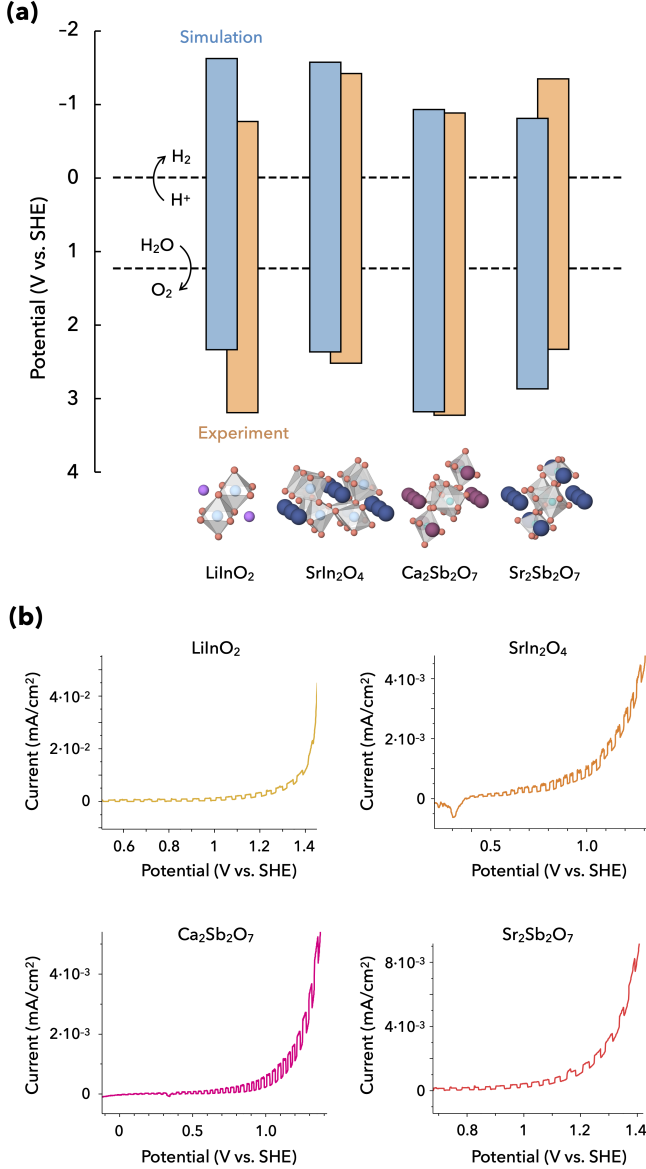 (a)
–2
Simulation
–1
H₂
0
H⁺
H₂O
1
O₂
2
3
Experiment
4
Potential (V vs. SHE)
LiInO₂ SrIn₂O₄ Ca₂Sb₂O₇ Sr₂Sb₂O₇
(b)
LiInO₂
Current (mA/cm²)
4·10⁻²
2·10⁻²
0
0.6 0.8 1.0 1.2 1.4
Potential (V vs. SHE)
SrIn₂O₄
Current (mA/cm²)
4·10⁻³
2·10⁻³
0
0.5 1.0
Potential (V vs. SHE)
Ca₂Sb₂O₇
Current (mA/cm²)
4·10⁻³
2·10⁻³
0
0 0.5 1.0
Potential (V vs. SHE)
Sr₂Sb₂O₇
Current (mA/cm²)
8·10⁻³
4·10⁻³
0
0.8 1 1.2 1.4
Potential (V vs. SHE)